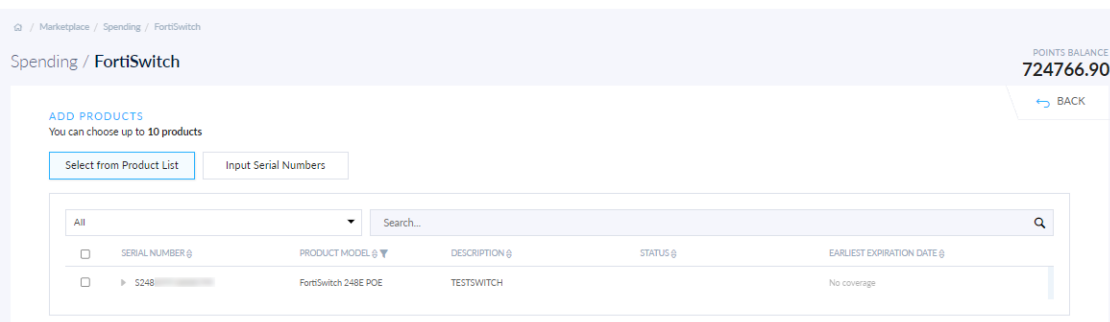 / Marketplace / Spending / FortiSwitch
Spending / FortiSwitch
POINTS BALANCE
724766.90
BACK
ADD PRODUCTS
You can choose up to 10 products
Select from Product List Input Serial Numbers
All Search...
SERIAL NUMBER PRODUCT MODEL DESCRIPTION STATUS EARLIEST EXPIRATION DATE
S248 FortiSwitch 248E POE TESTSWITCH No coverage